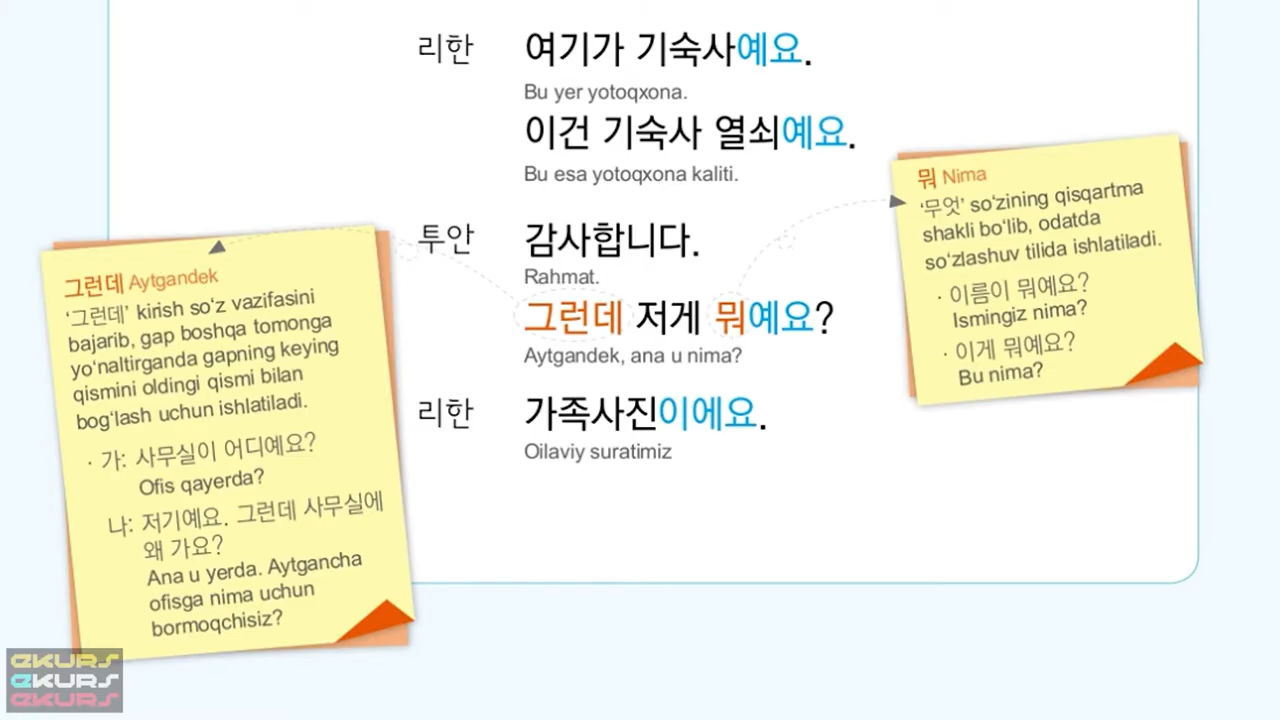 리한
여기가 기숙사예요.
Bu yer yotoqxona.
이건 기숙사 열쇠예요.
Bu esa yotoqxona kaliti.
투안
감사합니다.
Rahmat.
그런데 저게 뭐예요?
Aytgandek, ana u nima?
리한
가족사진이에요.
Oilaviy suratimiz
뭐 Nima
‘무엇’ so‘zining qisqartma
shakli bo‘lib, odatda
so‘zlashuv tilida ishlatiladi.
· 이름이 뭐예요?
Ismingiz nima?
· 이게 뭐예요?
Bu nima?
그런데 Aytgandek
‘그런데’ kirish so‘z vazifasini
bajarib, gap boshqa tomonga
yo‘naltirganda gapning keying
qismini oldingi qismi bilan
bog‘lash uchun ishlatiladi.
· 가: 사무실이 어디예요?
Ofis qayerda?
나: 저기예요. 그런데 사무실에
왜 가요?
Ana u yerda. Aytgancha
ofisga nima uchun
bormoqchisiz?
eKURS
eKURS
eKURS